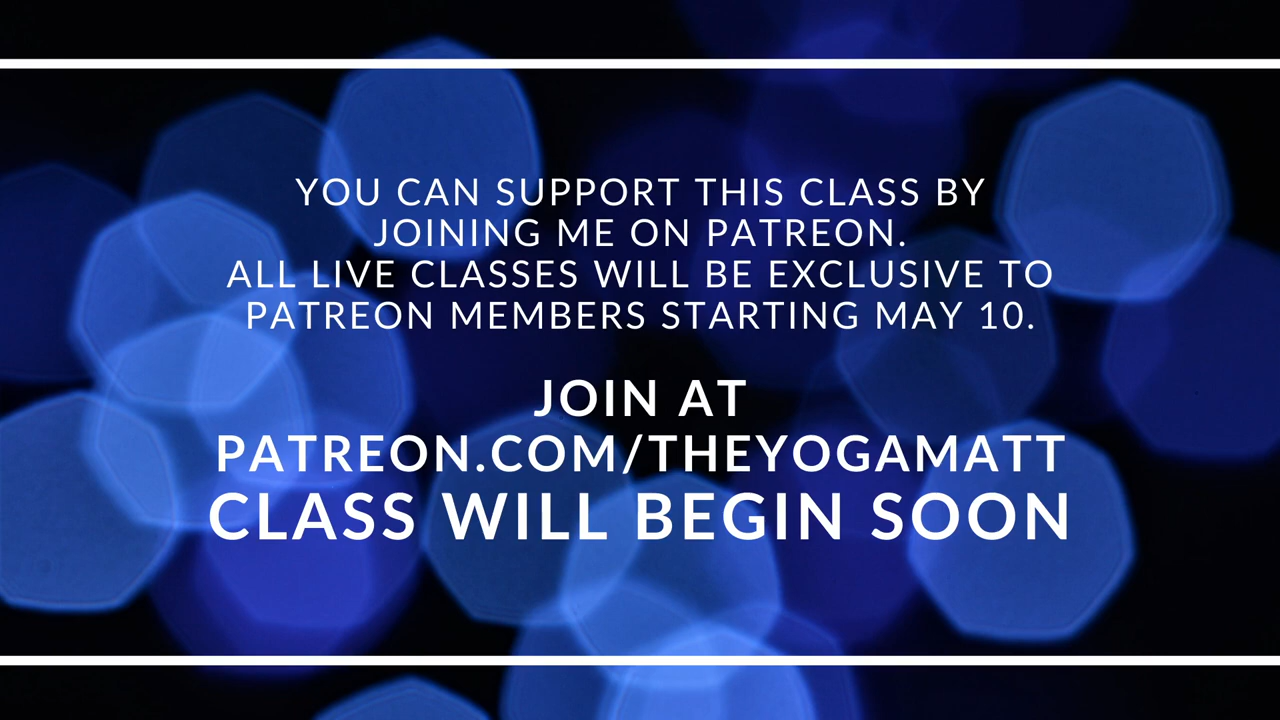 YOU CAN SUPPORT THIS CLASS BY
JOINING ME ON PATREON.
ALL LIVE CLASSES WILL BE EXCLUSIVE TO
PATREON MEMBERS STARTING MAY 10.
JOIN AT
PATREON.COM/THEYOGAMATT
CLASS WILL BEGIN SOON